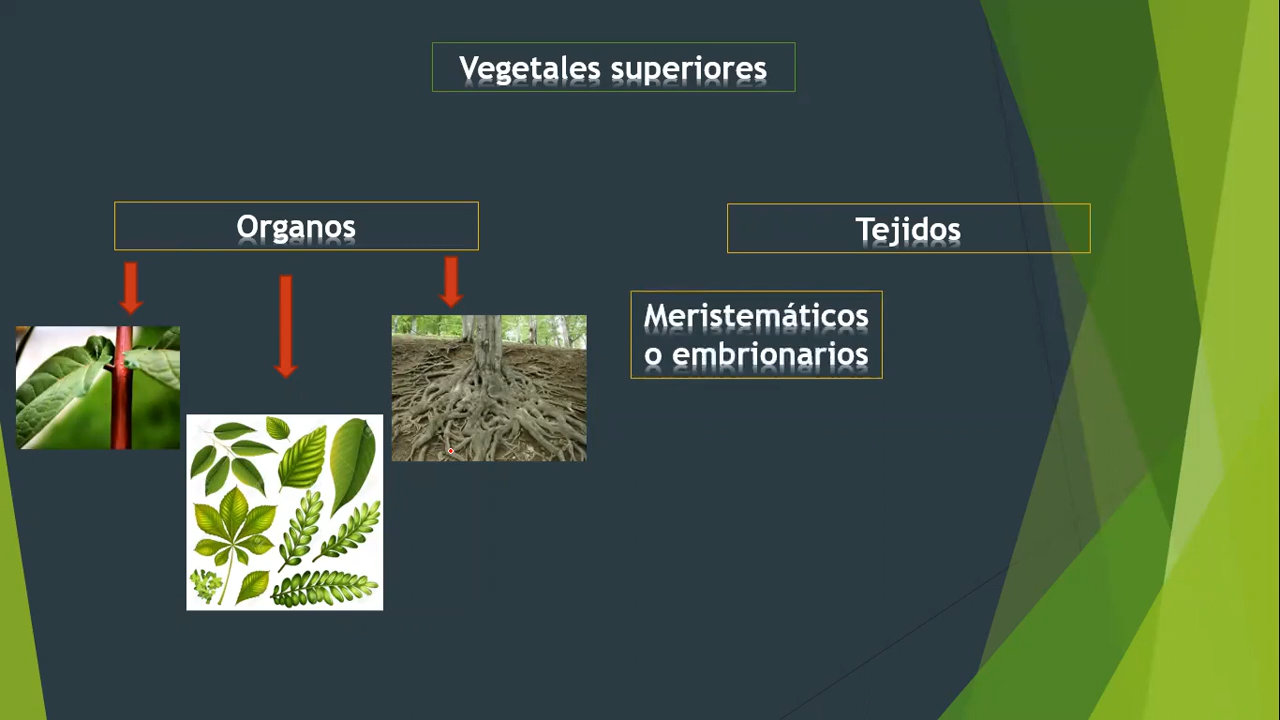 Vegetales superiores
Organos
Tejidos
Meristemáticos
o embrionarios